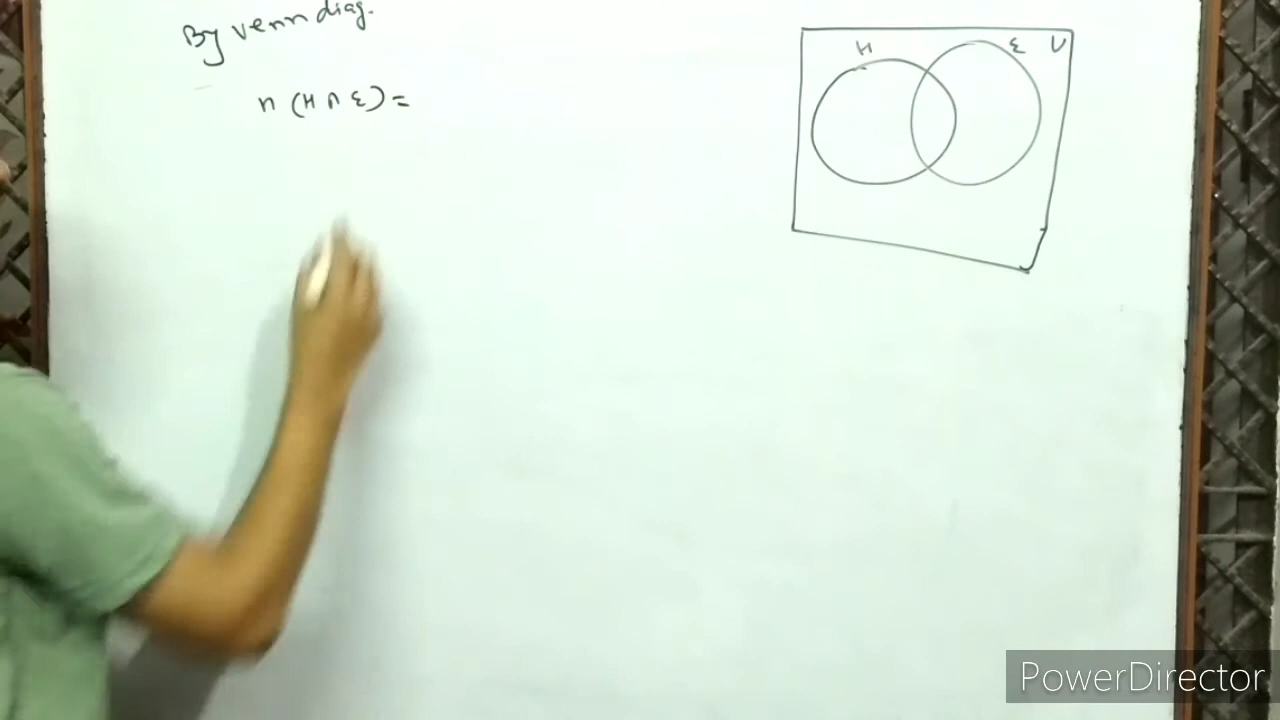 By venn diag.
H Ɛ U
n (H ∩ Ɛ) =
PowerDirector